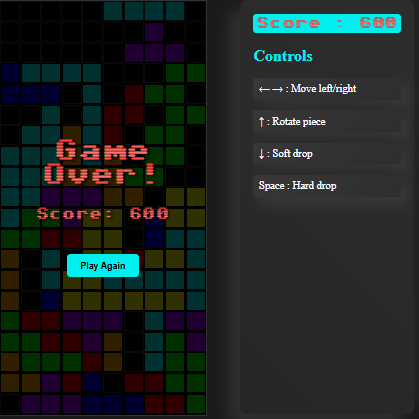 Game
Over!
Score: 600
Play Again
Score : 600
Controls
←→ : Move left/right
↑ : Rotate piece
↓ : Soft drop
Space : Hard drop